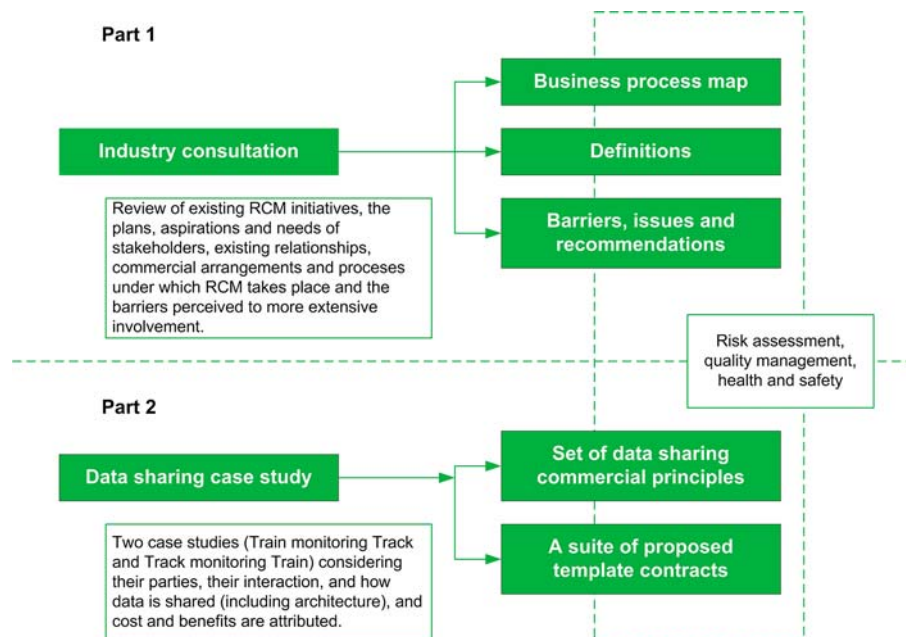 Part 1
Business process map
Industry consultation
Definitions
Review of existing RCM initiatives, the
plans, aspirations and needs of
stakeholders, existing relationships,
commercial arrangements and proceses
under which RCM takes place and the
barriers perceived to more extensive
involvement.
Barriers, issues and
recommendations
Risk assessment,
quality management,
health and safety
Part 2
Data sharing case study
Set of data sharing
commercial principles
Two case studies (Train monitoring Track
and Track monitoring Train) considering
their parties, their interaction, and how
data is shared (including architecture), and
cost and benefits are attributed.
A suite of proposed
template contracts